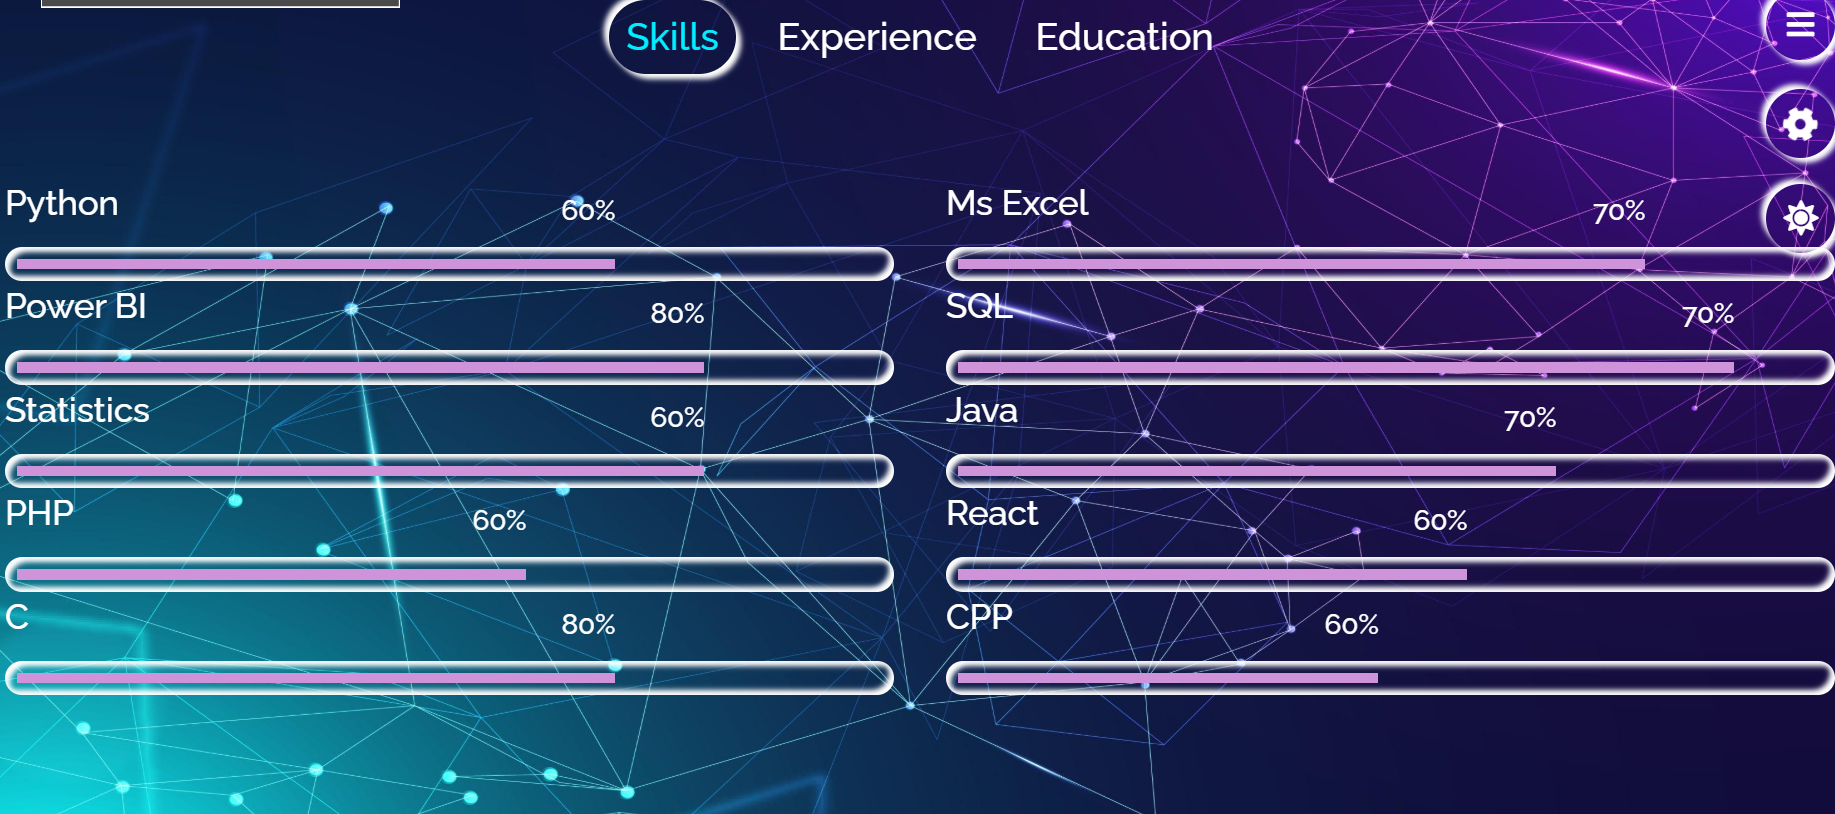 Skills Experience Education
Python 60%
Ms Excel 70%
Power BI 80%
SQL 70%
Statistics 60%
Java 70%
PHP 60%
React 60%
C 80%
CPP 60%